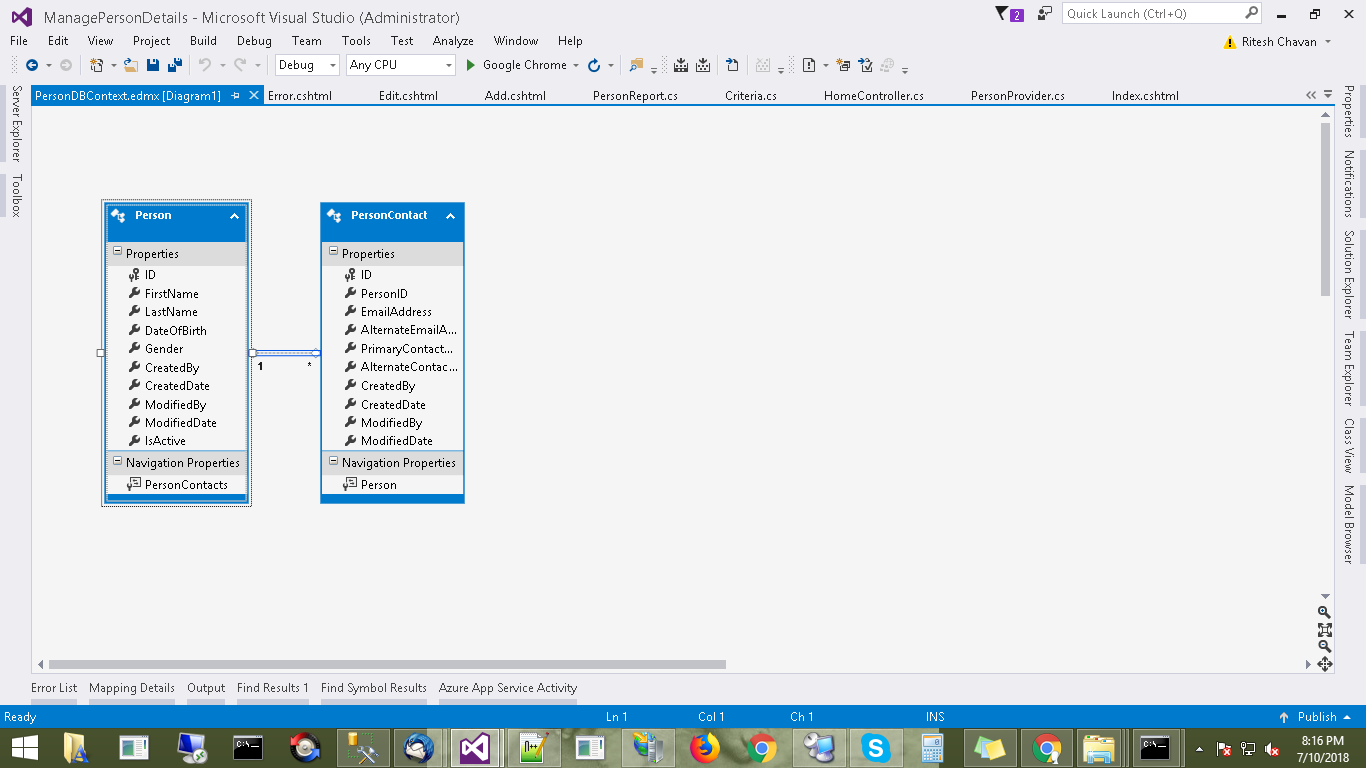 ManagePersonDetails - Microsoft Visual Studio (Administrator)
2
Quick Launch (Ctrl+Q)
File Edit View Project Build Debug Team Tools Test Analyze Window Help
Ritesh Chavan
Debug Any CPU Google Chrome
PersonDBContext.edmx [Diagram1] Error.cshtml Edit.cshtml Add.cshtml PersonReport.cs Criteria.cs HomeController.cs PersonProvider.cs Index.cshtml
Server Explorer
Toolbox
Person
Properties
ID
FirstName
LastName
DateOfBirth
Gender
CreatedBy
CreatedDate
ModifiedBy
ModifiedDate
IsActive
Navigation Properties
PersonContacts
1 *
PersonContact
Properties
ID
PersonID
EmailAddress
AlternateEmailA...
PrimaryContact...
AlternateContac...
CreatedBy
CreatedDate
ModifiedBy
ModifiedDate
Navigation Properties
Person
Properties
Notifications
Solution Explorer
Team Explorer
Class View
Model Browser
Error List Mapping Details Output Find Results 1 Find Symbol Results Azure App Service Activity
Ready Ln 1 Col 1 Ch 1 INS Publish
8:16 PM
7/10/2018